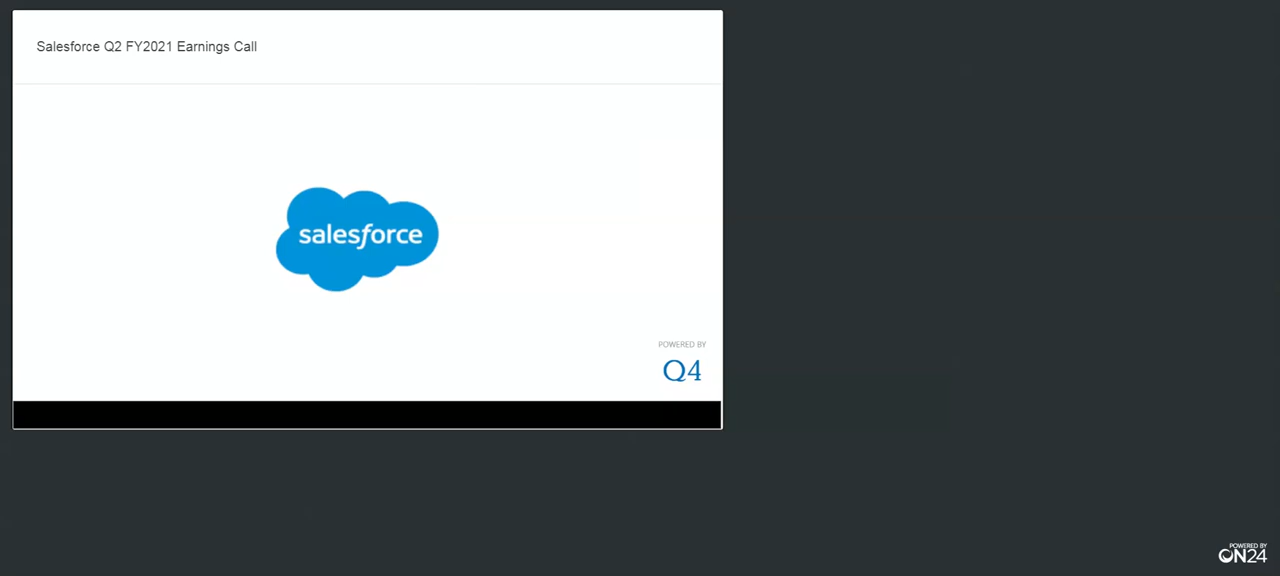 Salesforce Q2 FY2021 Earnings Call
salesforce
POWERED BY
Q4
POWERED BY
ON24